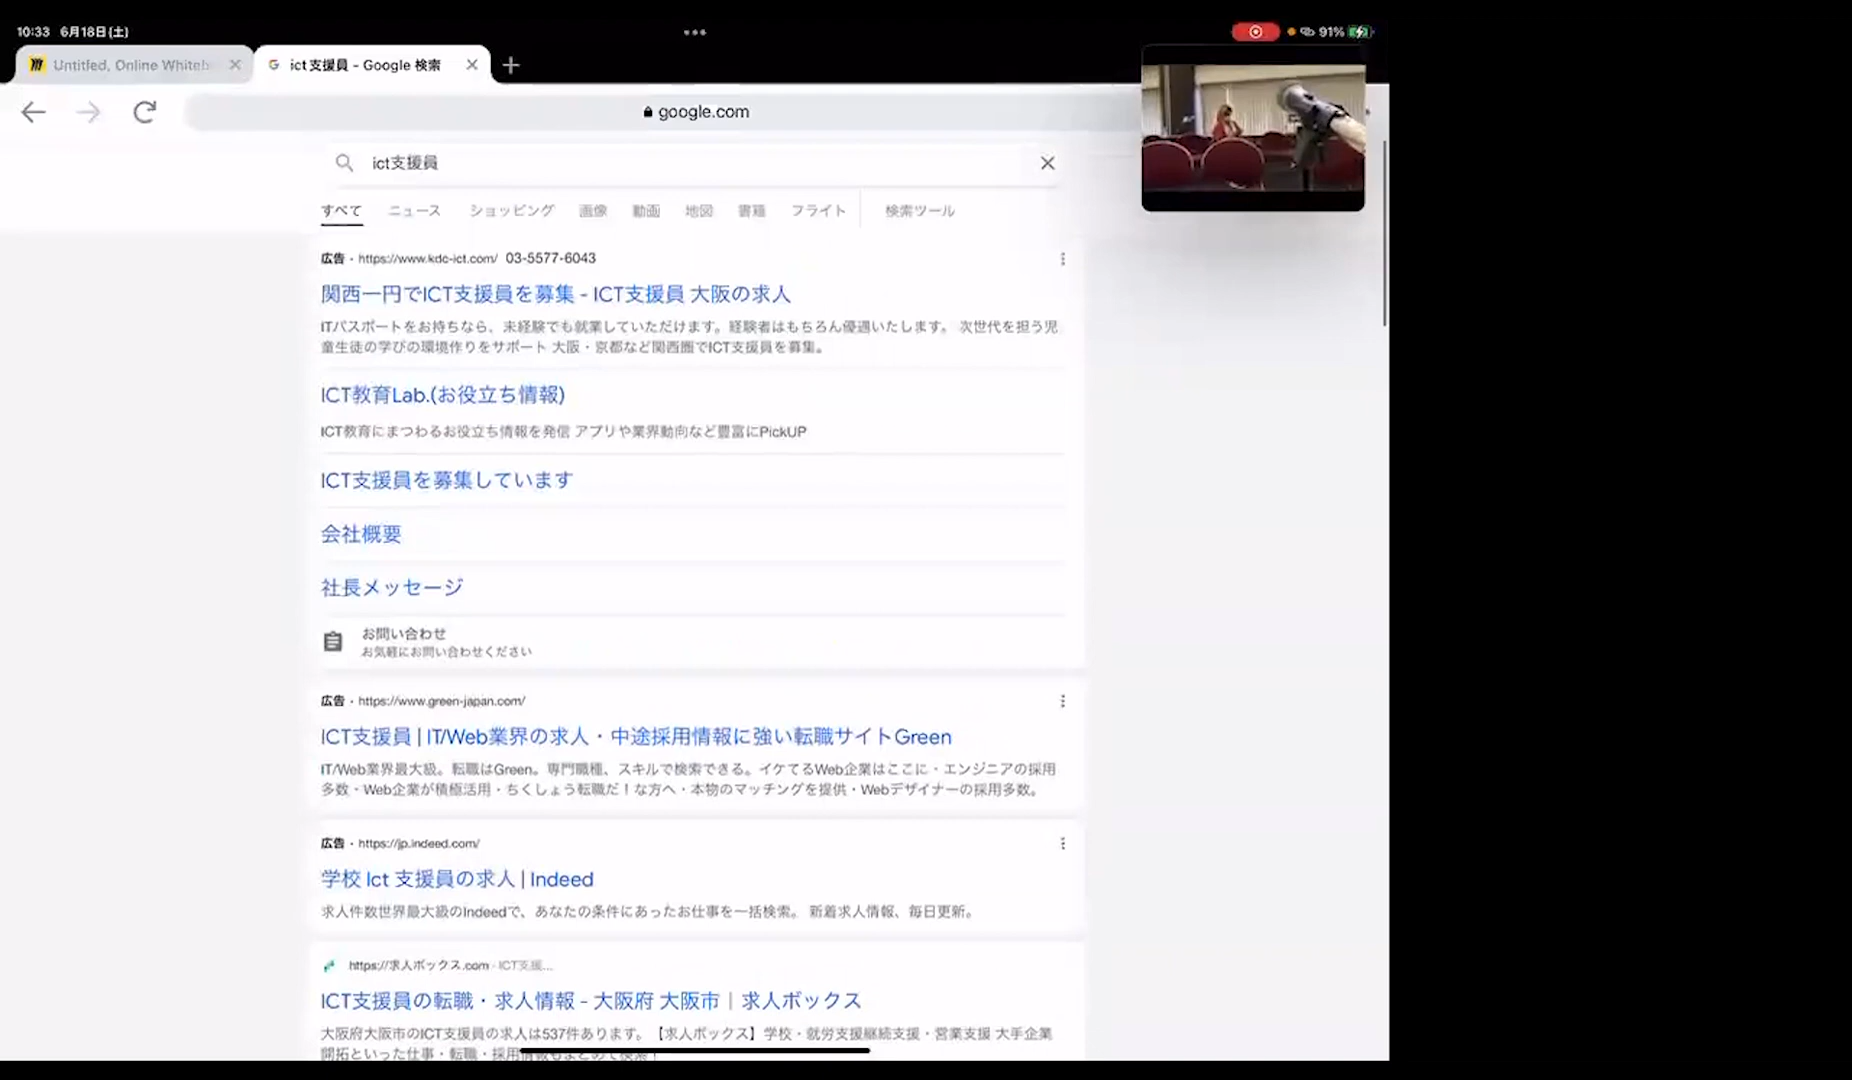 10:33 6月18日(土)
91%
Untitled, Online Whiteb
ict支援員 - Google 検索
google.com
ict支援員
すべて ニュース ショッピング 画像 動画 地図 書籍 フライト 検索ツール
広告・https://www.kdc-ict.com/ 03-5577-6043
関西一円でICT支援員を募集 - ICT支援員 大阪の求人
ITパスポートをお持ちなら、未経験でも就業していただけます。経験者はもちろん優遇いたします。 次世代を担う児
童生徒の学びの環境作りをサポート 大阪・京都など関西圏でICT支援員を募集。
ICT教育Lab.(お役立ち情報)
ICT教育にまつわるお役立ち情報を発信 アプリや業界動向など豊富にPickUP
ICT支援員を募集しています
会社概要
社長メッセージ
お問い合わせ
お気軽にお問い合わせください
広告・https://www.green-japan.com/
ICT支援員 | IT/Web業界の求人・中途採用情報に強い転職サイトGreen
IT/Web業界最大級。転職はGreen。専門職種、スキルで検索できる。イケてるWeb企業はここに・エンジニアの採用
多数・Web企業が積極活用・ちくしょう転職だ！な方へ・本物のマッチングを提供・Webデザイナーの採用多数。
広告・https://jp.indeed.com/
学校 Ict 支援員の求人 | Indeed
求人件数世界最大級のIndeedで、あなたの条件にあったお仕事を一括検索。 新着求人情報、毎日更新。
https://求人ボックス.com › ICT支援...
ICT支援員の転職・求人情報 - 大阪府 大阪市｜求人ボックス
大阪府大阪市のICT支援員の求人は537件あります。【求人ボックス】学校・就労支援継続支援・営業支援 大手企業
開拓といった仕事・転職・採用情報もまとめて検索！